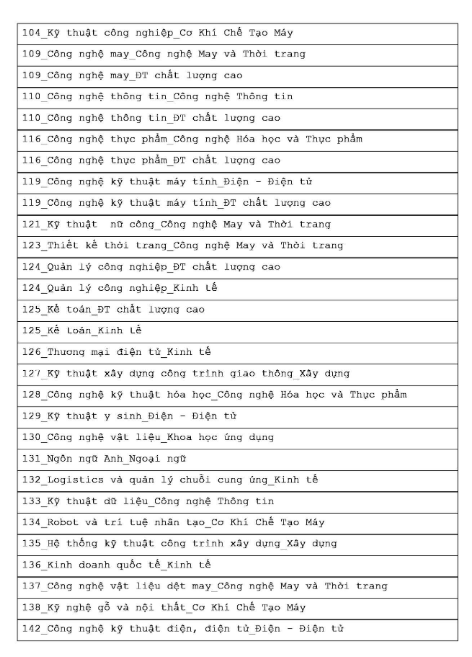 104_Kỹ thuật công nghiệp_Cơ Khí Chế Tạo Máy
109_Công nghệ may_Công nghệ May và Thời trang
109_Công nghệ may_ĐT chất lượng cao
110_Công nghệ thông tin_Công nghệ Thông tin
110_Công nghệ thông tin_ĐT chất lượng cao
116_Công nghệ thực phẩm_Công nghệ Hóa học và Thực phẩm
116_Công nghệ thực phẩm_ĐT chất lượng cao
119_Công nghệ kỹ thuật máy tính_Điện - Điện tử
119_Công nghệ kỹ thuật máy tính_ĐT chất lượng cao
121_Kỹ thuật  nữ công_Công nghệ May và Thời trang
123_Thiết kế thời trang_Công nghệ May và Thời trang
124_Quản lý công nghiệp_ĐT chất lượng cao
124_Quản lý công nghiệp_Kinh tế
125_Kế toán_ĐT chất lượng cao
125_Kế toán_Kinh tế
126_Thương mại điện tử_Kinh tế
127_Kỹ thuật xây dựng công trình giao thông_Xây dựng
128_Công nghệ kỹ thuật hóa học_Công nghệ Hóa học và Thực phẩm
129_Kỹ thuật y sinh_Điện - Điện tử
130_Công nghệ vật liệu_Khoa học ứng dụng
131_Ngôn ngữ Anh_Ngoại ngữ
132_Logistics và quản lý chuỗi cung ứng_Kinh tế
133_Kỹ thuật dữ liệu_Công nghệ Thông tin
134_Robot và trí tuệ nhân tạo_Cơ Khí Chế Tạo Máy
135_Hệ thống kỹ thuật công trình xây dựng_Xây dựng
136_Kinh doanh quốc tế_Kinh tế
137_Công nghệ vật liệu dệt may_Công nghệ May và Thời trang
138_Kỹ nghệ gỗ và nội thất_Cơ Khí Chế Tạo Máy
142_Công nghệ kỹ thuật điện, điện tử_Điện - Điện tử